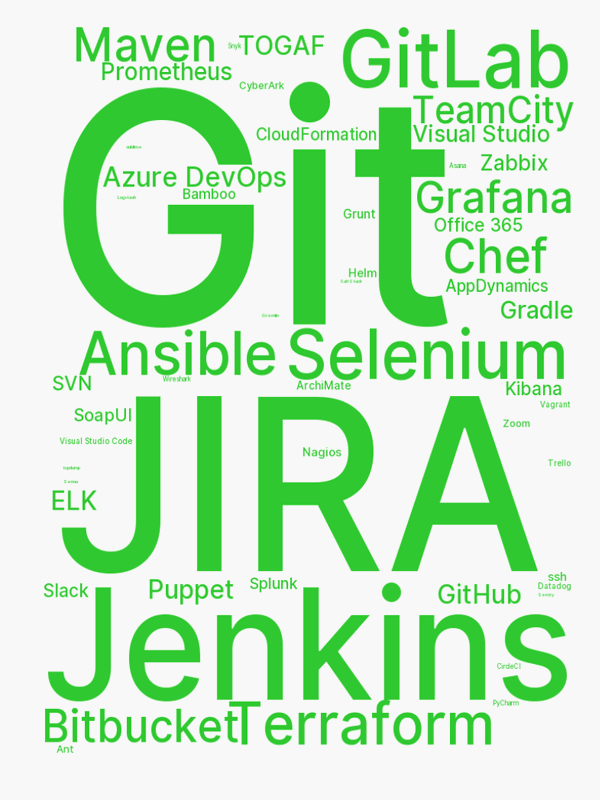 Maven
Snyk
TOGAF
GitLab
Prometheus
CyberArk
TeamCity
CloudFormation
Visual Studio
Git
Asana
Zabbix
Azure DevOps
Bamboo
Grafana
Grunt
Office 365
Chef
Helm
AppDynamics
Gradle
Ansible
Selenium
SVN
Wireshark
ArchiMate
Kibana
Vagrant
SoapUI
Zoom
Visual Studio Code
JIRA
Nagios
Trello
ELK
ssh
Slack
Puppet
Splunk
GitHub
Datadog
Sentry
Jenkins
CircleCI
PyCharm
Bitbucket
Terraform
Ant